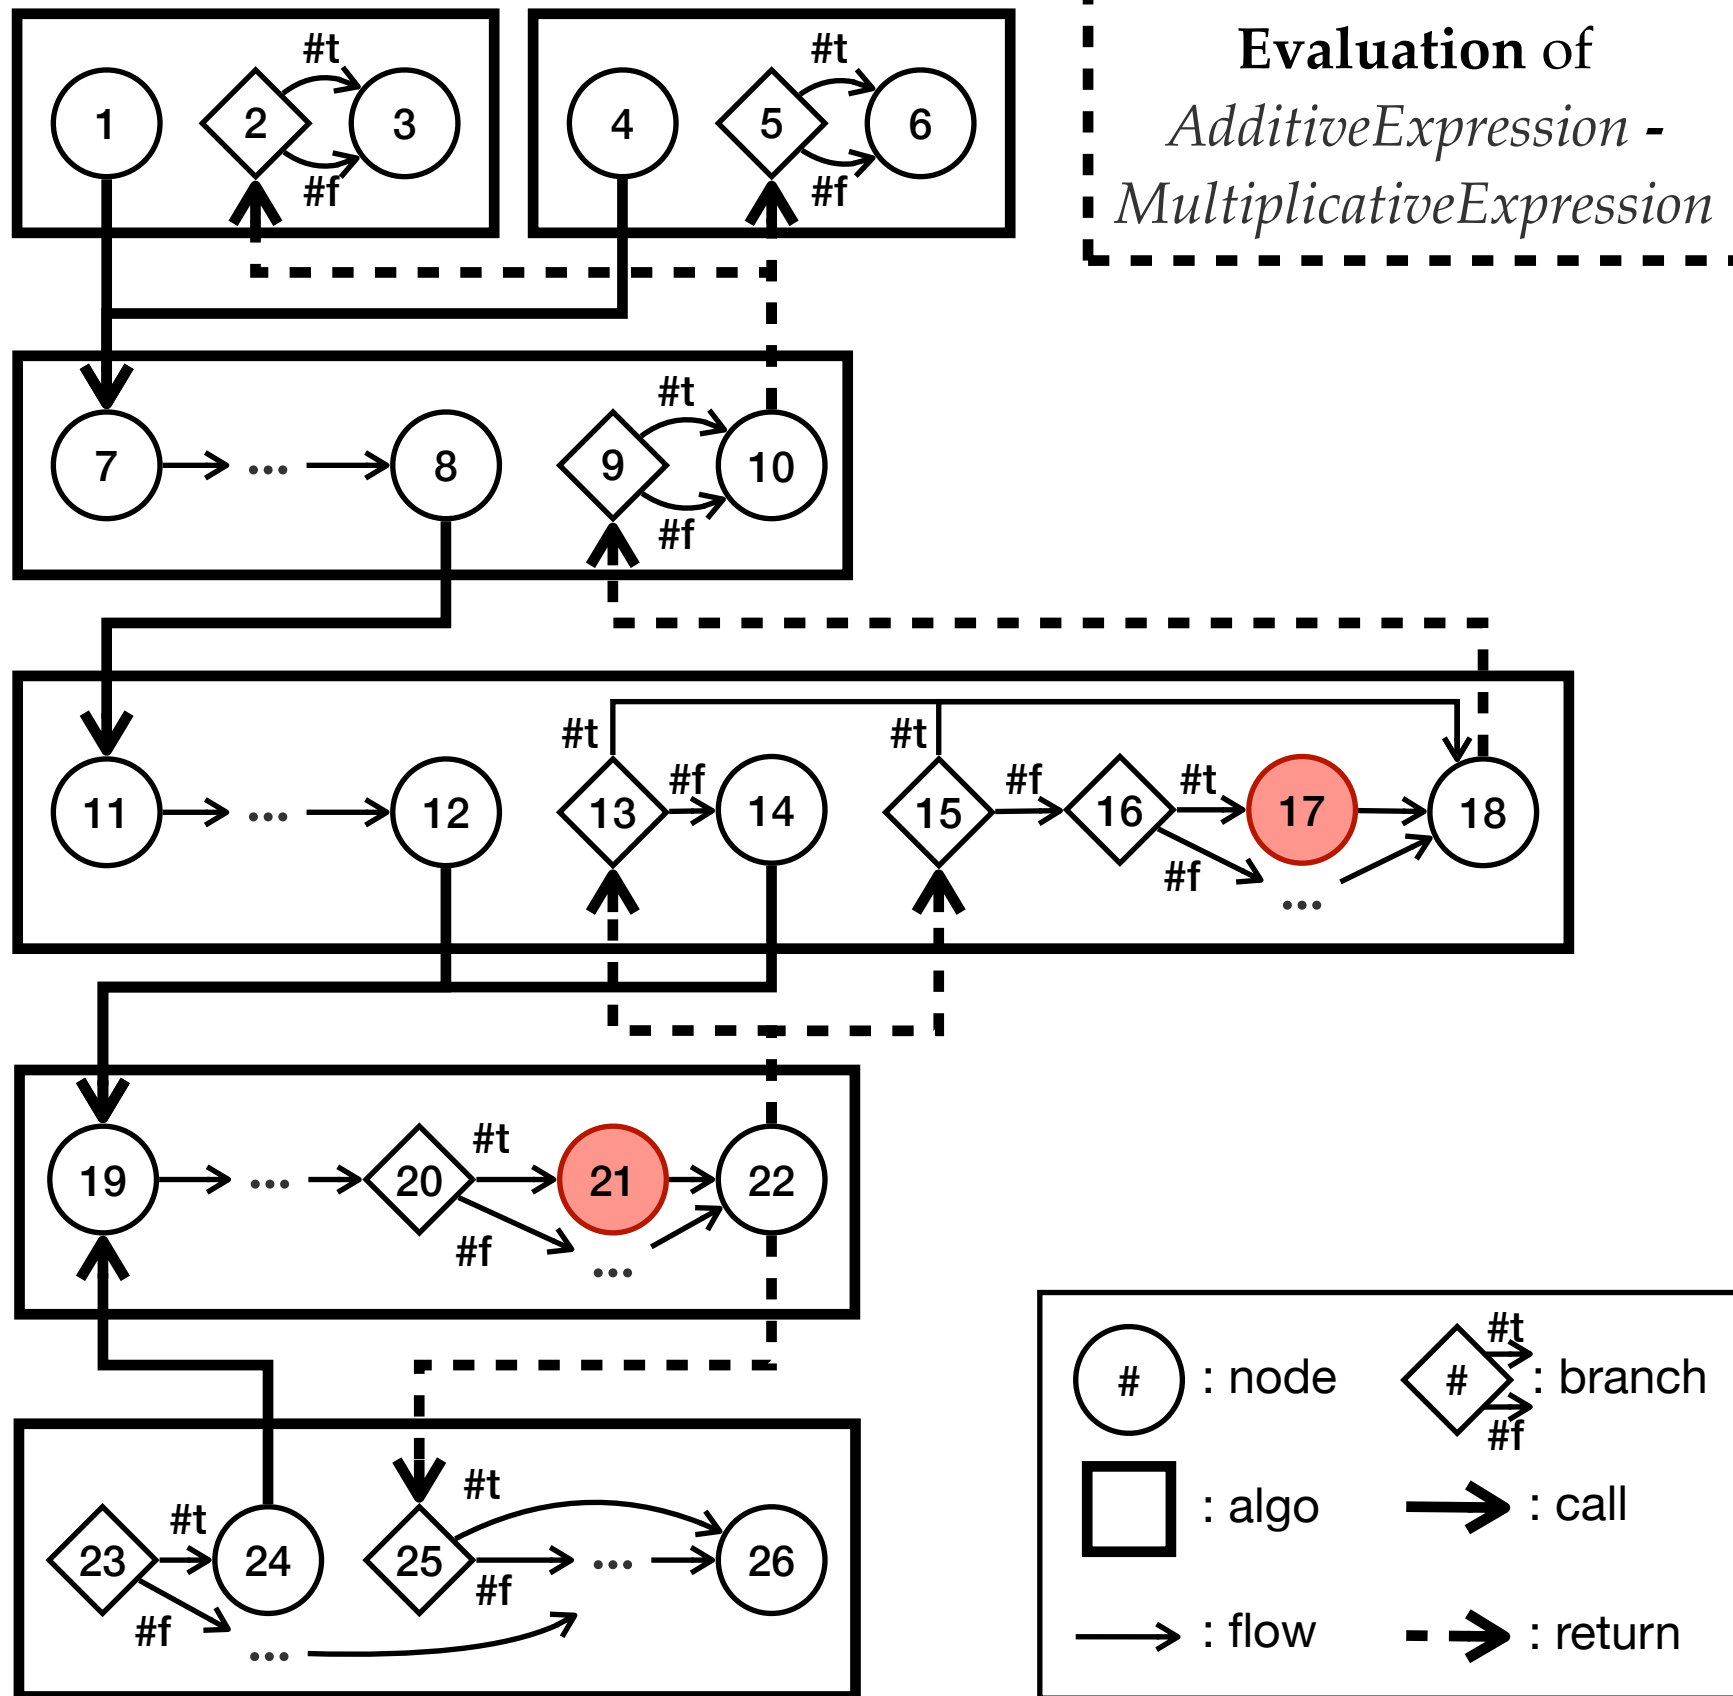 Evaluation of
AdditiveExpression -
MultiplicativeExpression
#t
1 2 3
#f
#t
4 5 6
#f
#t
7 ... 8 9 10
#f
#t #t
#f #f #t
11 ... 12 13 14 15 16 17 18
#f
...
#t
19 ... 20 21 22
#f
...
#t
#t
23 24 25 ... 26
#f
#f
...
#t
# : node # : branch
#f
: algo : call
: flow : return